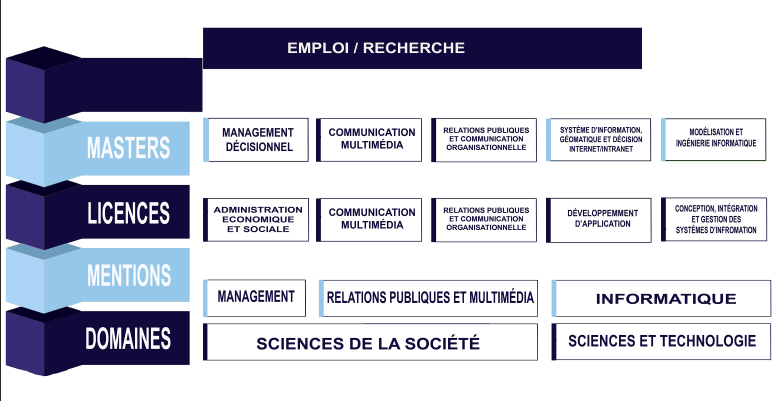 EMPLOI / RECHERCHE
MASTERS
MANAGEMENT
DÉCISIONNEL
COMMUNICATION
MULTIMÉDIA
RELATIONS PUBLIQUES
ET COMMUNICATION
ORGANISATIONNELLE
SYSTÈME D'INFORMATION,
GÉOMATIQUE ET DÉCISION
INTERNET/INTRANET
MODÉLISATION ET
INGÉNIERIE INFORMATIQUE
LICENCES
ADMINISTRATION
ECONOMIQUE
ET SOCIALE
COMMUNICATION
MULTIMÉDIA
RELATIONS PUBLIQUES
ET COMMUNICATION
ORGANISATIONNELLE
DÉVELOPPEMMENT
D'APPLICATION
CONCEPTION, INTÉGRATION
ET GESTION DES
SYSTÈMES D'INFROMATION
MENTIONS
MANAGEMENT
RELATIONS PUBLIQUES ET MULTIMÉDIA
INFORMATIQUE
DOMAINES
SCIENCES DE LA SOCIÉTÉ
SCIENCES ET TECHNOLOGIE